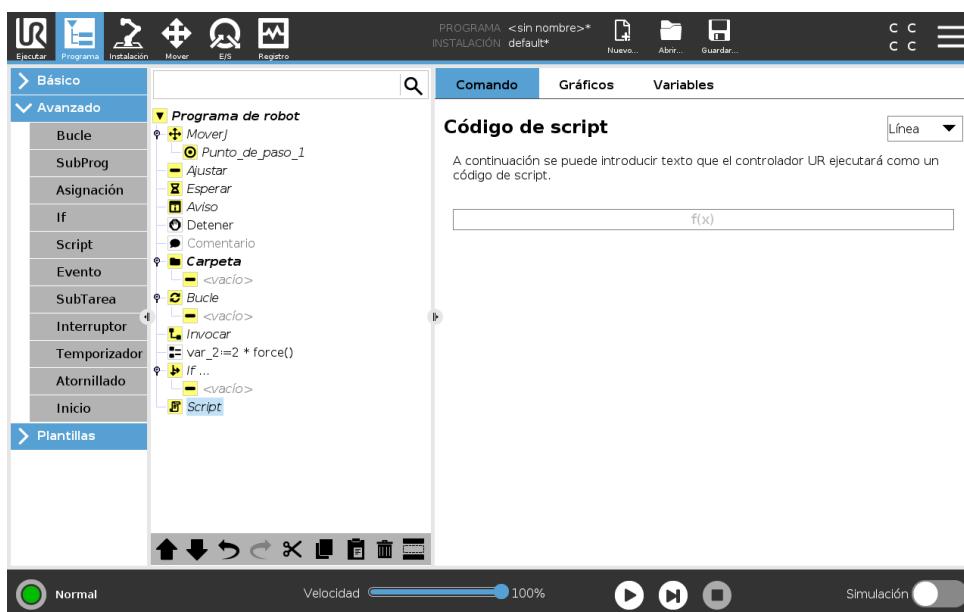 PROGRAMA <sin nombre>*
INSTALACIÓN default*
UR
Ejecutar
Programa
Instalación
Mover
E/S
Registro
Nuevo...
Abrir...
Guardar...
C C
C C
Básico
Avanzado
Bucle
SubProg
Asignación
If
Script
Evento
SubTarea
Interruptor
Temporizador
Atornillado
Inicio
Plantillas
Programa de robot
MoverJ
Punto_de_paso_1
Ajustar
Esperar
Aviso
Detener
Comentario
Carpeta
<vacío>
Bucle
<vacío>
Invocar
var_2:=2 * force()
If ...
<vacío>
Script
Comando
Gráficos
Variables
Código de script
Línea
A continuación se puede introducir texto que el controlador UR ejecutará como un
código de script.
f(x)
Normal
Velocidad
100%
Simulación